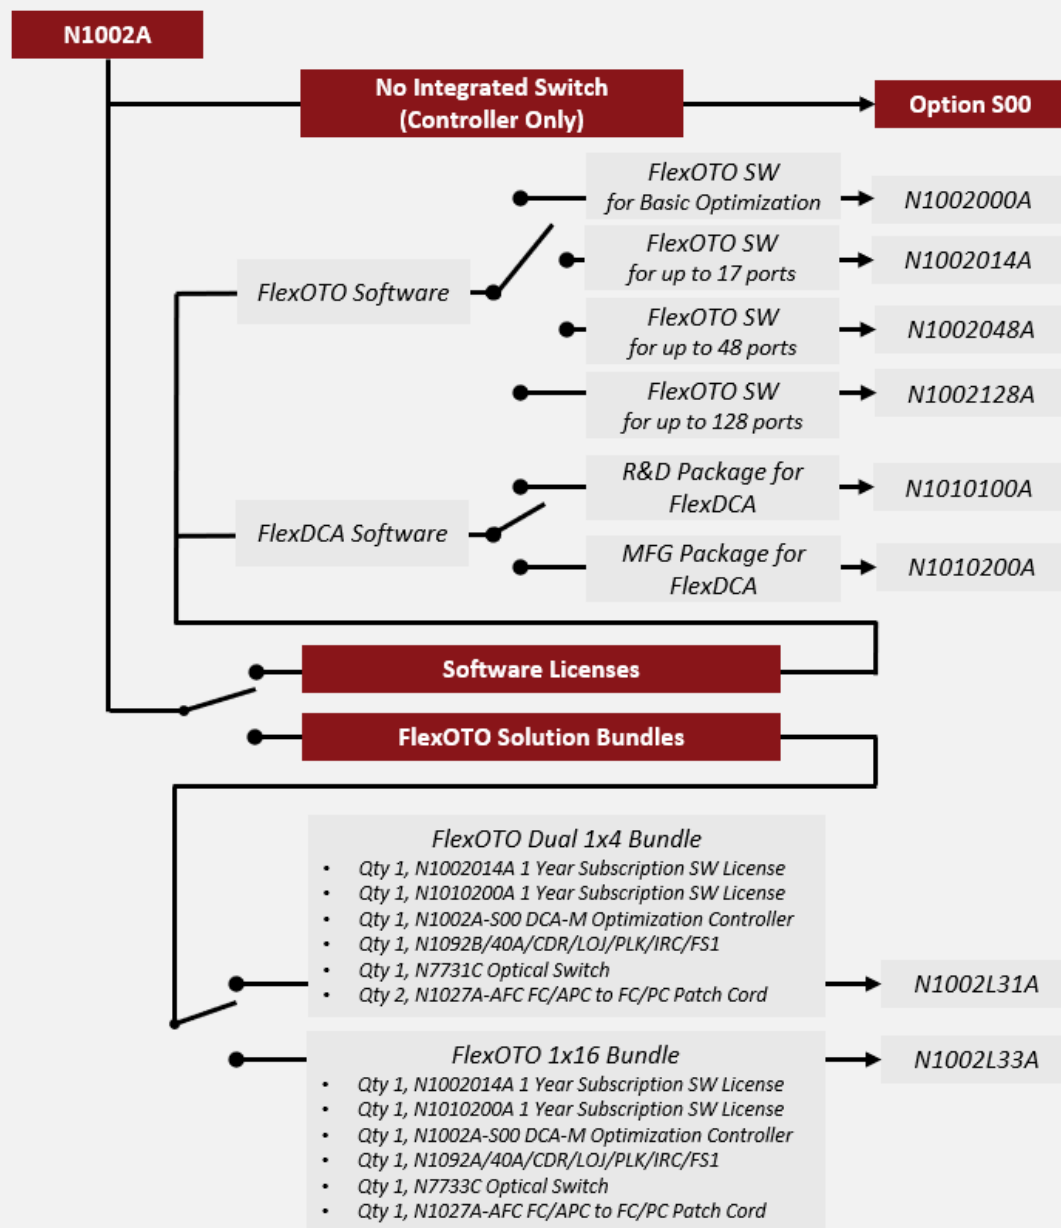 N1002A
No Integrated Switch
(Controller Only)
Option S00
FlexOTO SW
for Basic Optimization
N1002000A
FlexOTO SW
for up to 17 ports
N1002014A
FlexOTO Software
FlexOTO SW
for up to 48 ports
N1002048A
FlexOTO SW
for up to 128 ports
N1002128A
R&D Package for
FlexDCA
N1010100A
FlexDCA Software
MFG Package for
FlexDCA
N1010200A
Software Licenses
FlexOTO Solution Bundles
FlexOTO Dual 1x4 Bundle
• Qty 1, N1002014A 1 Year Subscription SW License
• Qty 1, N1010200A 1 Year Subscription SW License
• Qty 1, N1002A-S00 DCA-M Optimization Controller
• Qty 1, N1092B/40A/CDR/LOJ/PLK/IRC/FS1
• Qty 1, N7731C Optical Switch
• Qty 2, N1027A-AFC FC/APC to FC/PC Patch Cord
N1002L31A
FlexOTO 1x16 Bundle
• Qty 1, N1002014A 1 Year Subscription SW License
• Qty 1, N1010200A 1 Year Subscription SW License
• Qty 1, N1002A-S00 DCA-M Optimization Controller
• Qty 1, N1092A/40A/CDR/LOJ/PLK/IRC/FS1
• Qty 1, N7733C Optical Switch
• Qty 1, N1027A-AFC FC/APC to FC/PC Patch Cord
N1002L33A